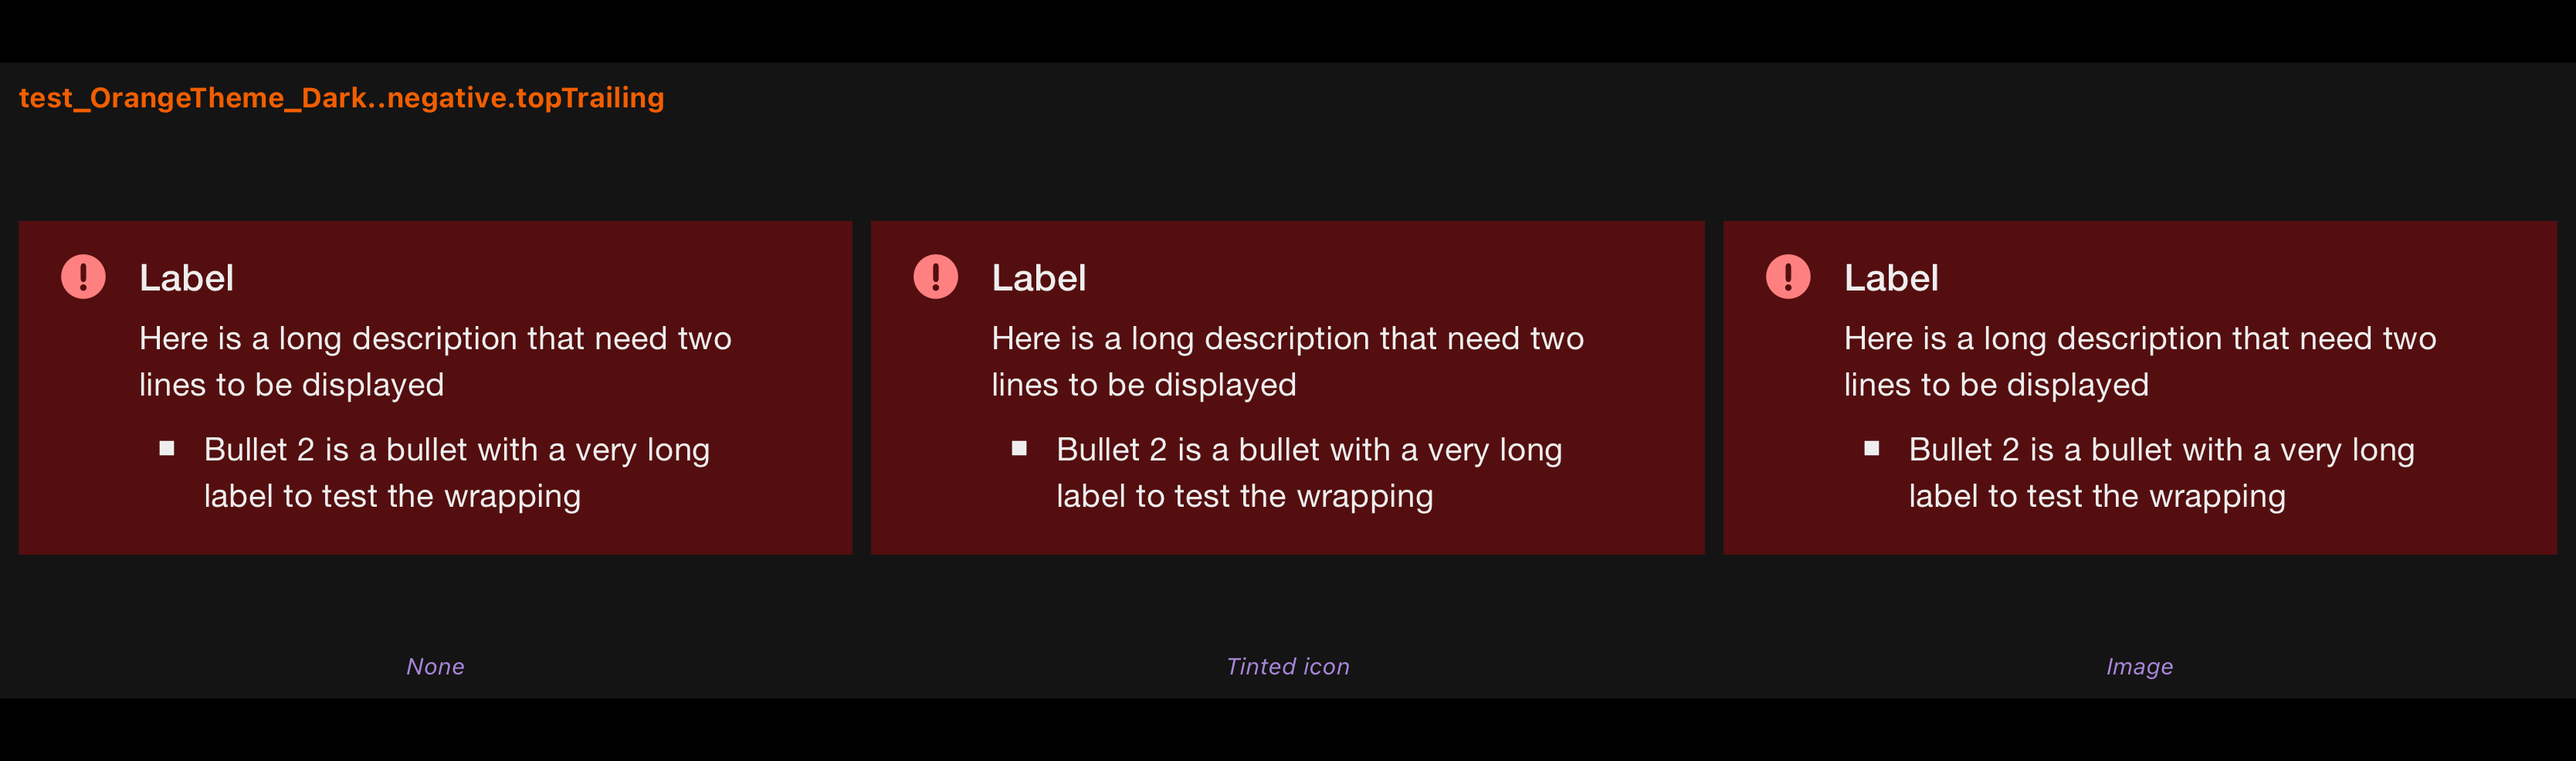 test_OrangeTheme_Dark..negative.topTrailing
Label
Here is a long description that need two
lines to be displayed
Bullet 2 is a bullet with a very long
label to test the wrapping
Label
Here is a long description that need two
lines to be displayed
Bullet 2 is a bullet with a very long
label to test the wrapping
Label
Here is a long description that need two
lines to be displayed
Bullet 2 is a bullet with a very long
label to test the wrapping
None
Tinted icon
Image